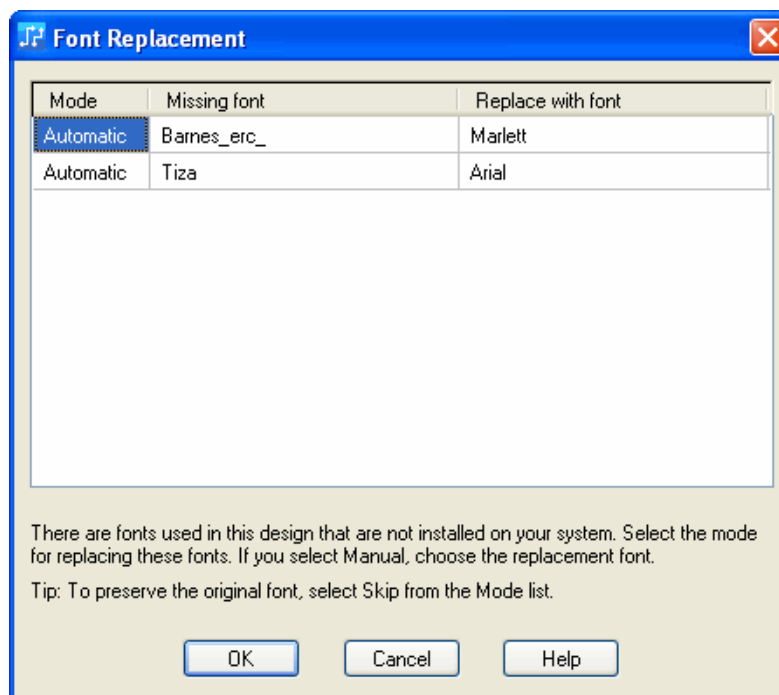 Font Replacement
Mode Missing font Replace with font
Automatic Barnes_erc_ Marlett
Automatic Tiza Arial
There are fonts used in this design that are not installed on your system. Select the mode
for replacing these fonts. If you select Manual, choose the replacement font.
Tip: To preserve the original font, select Skip from the Mode list.
OK Cancel Help